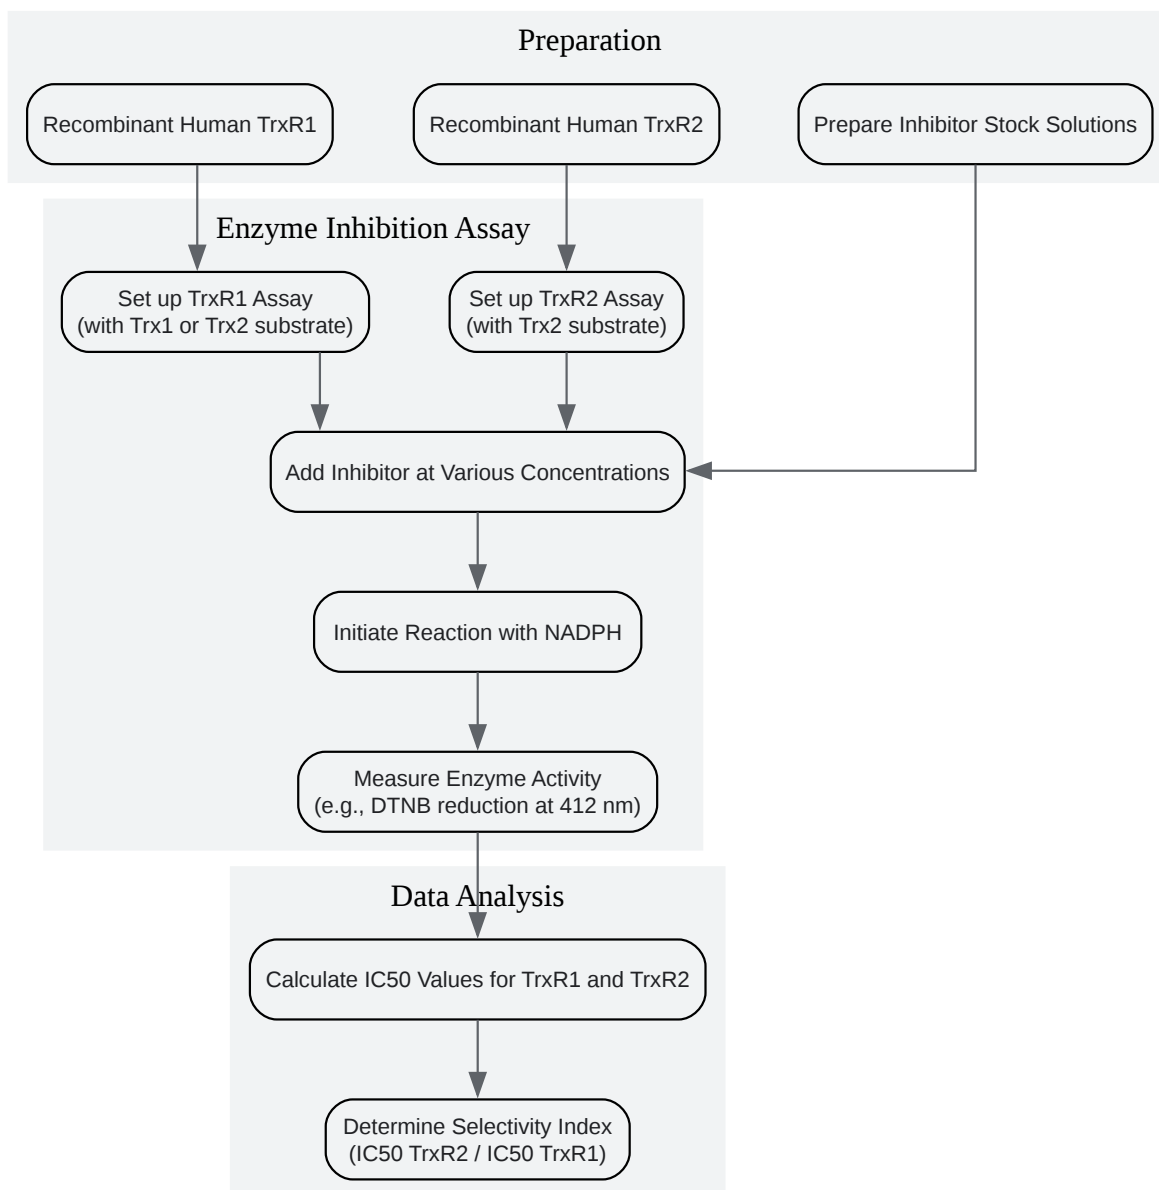 Preparation
Recombinant Human TrxR1
Recombinant Human TrxR2
Prepare Inhibitor Stock Solutions
Enzyme Inhibition Assay
Set up TrxR1 Assay
(with Trx1 or Trx2 substrate)
Set up TrxR2 Assay
(with Trx2 substrate)
Add Inhibitor at Various Concentrations
Initiate Reaction with NADPH
Measure Enzyme Activity
(e.g., DTNB reduction at 412 nm)
Data Analysis
Calculate IC50 Values for TrxR1 and TrxR2
Determine Selectivity Index
(IC50 TrxR2 / IC50 TrxR1)